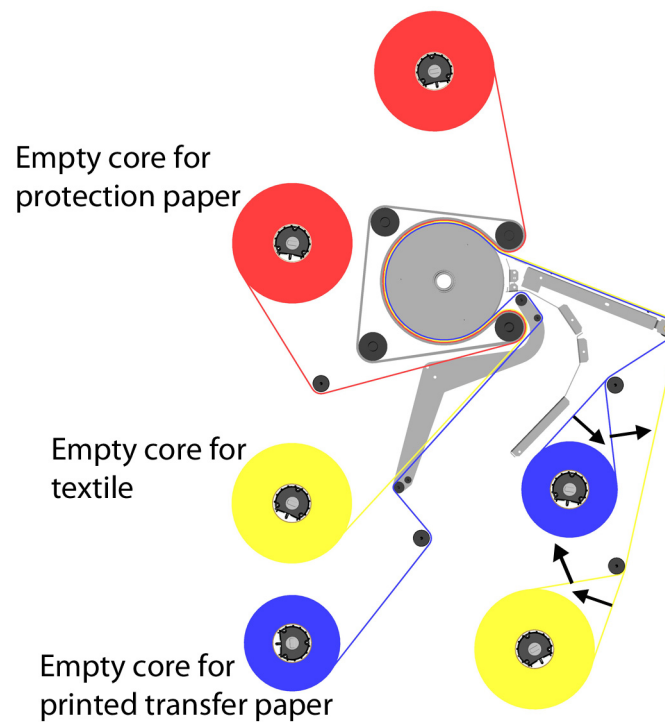 Empty core for
protection paper
Empty core for
textile
Empty core for
printed transfer paper